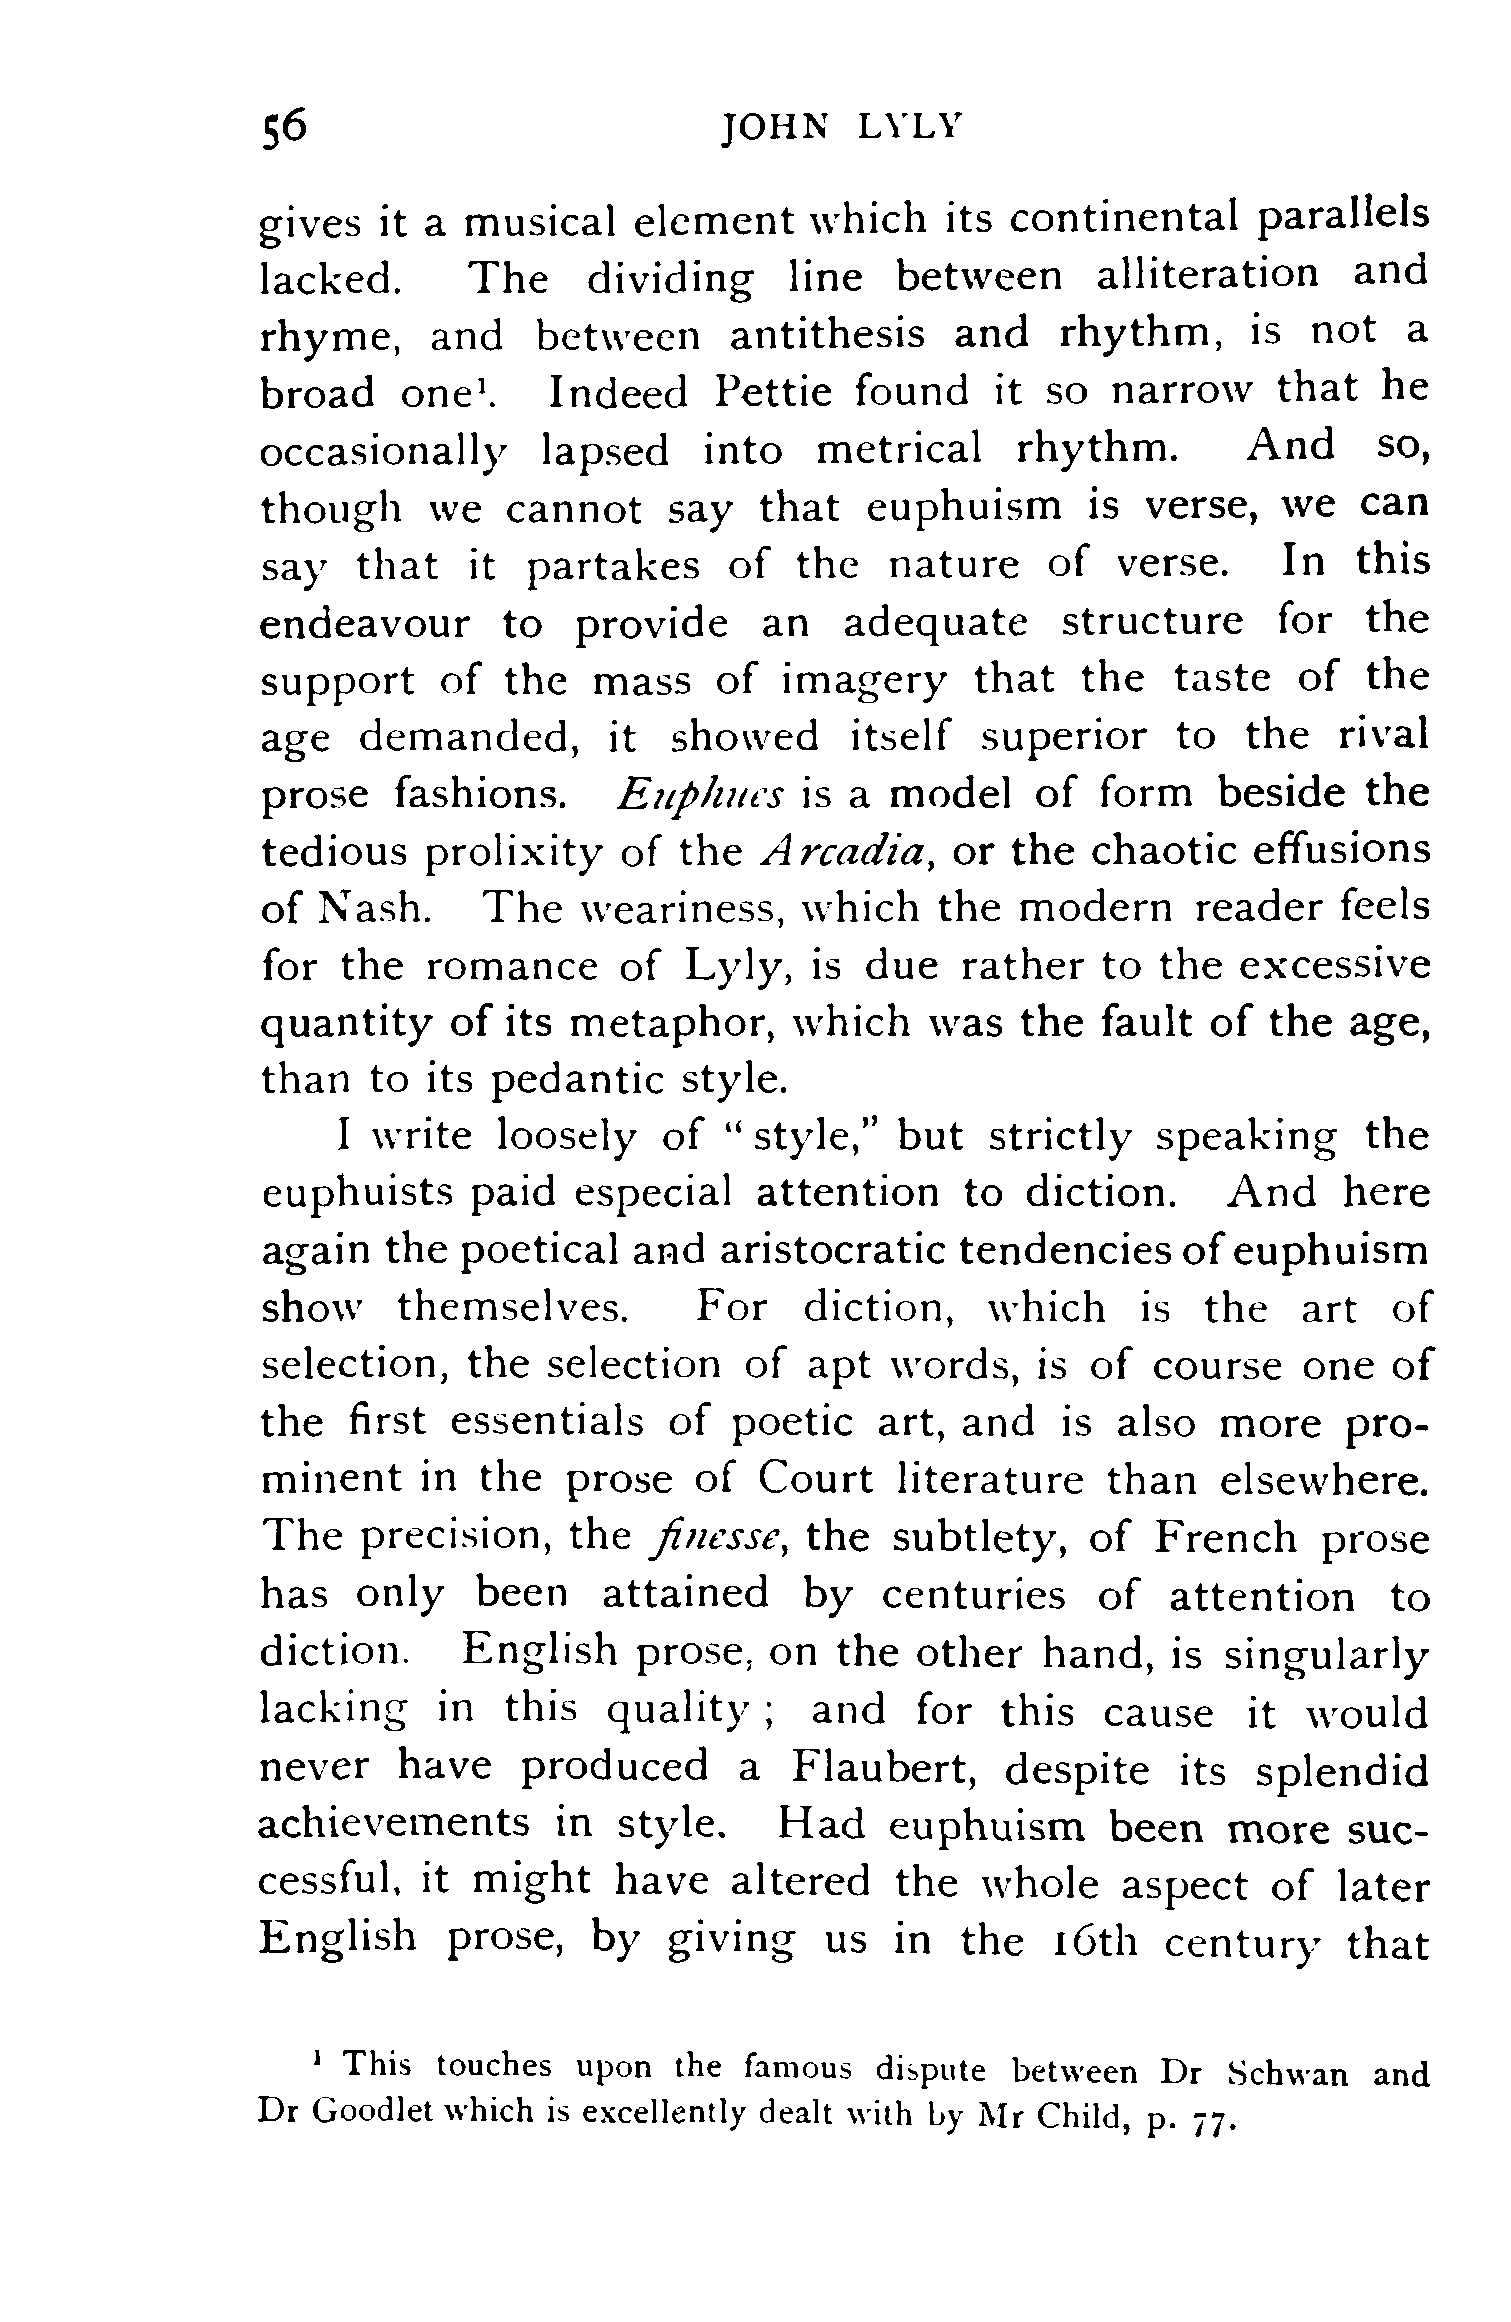 56 JOHN LYLY
gives it a musical element which its continental parallels
lacked. The dividing line between alliteration and
rhyme, and between antithesis and rhythm, is not a
broad one¹. Indeed Pettie found it so narrow that he
occasionally lapsed into metrical rhythm. And so,
though we cannot say that euphuism is verse, we can
say that it partakes of the nature of verse. In this
endeavour to provide an adequate structure for the
support of the mass of imagery that the taste of the
age demanded, it showed itself superior to the rival
prose fashions. Euphues is a model of form beside the
tedious prolixity of the Arcadia, or the chaotic effusions
of Nash. The weariness, which the modern reader feels
for the romance of Lyly, is due rather to the excessive
quantity of its metaphor, which was the fault of the age,
than to its pedantic style.
I write loosely of "style," but strictly speaking the
euphuists paid especial attention to diction. And here
again the poetical and aristocratic tendencies of euphuism
show themselves. For diction, which is the art of
selection, the selection of apt words, is of course one of
the first essentials of poetic art, and is also more pro-
minent in the prose of Court literature than elsewhere.
The precision, the finesse, the subtlety, of French prose
has only been attained by centuries of attention to
diction. English prose, on the other hand, is singularly
lacking in this quality; and for this cause it would
never have produced a Flaubert, despite its splendid
achievements in style. Had euphuism been more suc-
cessful, it might have altered the whole aspect of later
English prose, by giving us in the 16th century that
¹ This touches upon the famous dispute between Dr Schwan and
Dr Goodlet which is excellently dealt with by Mr Child, p. 77.